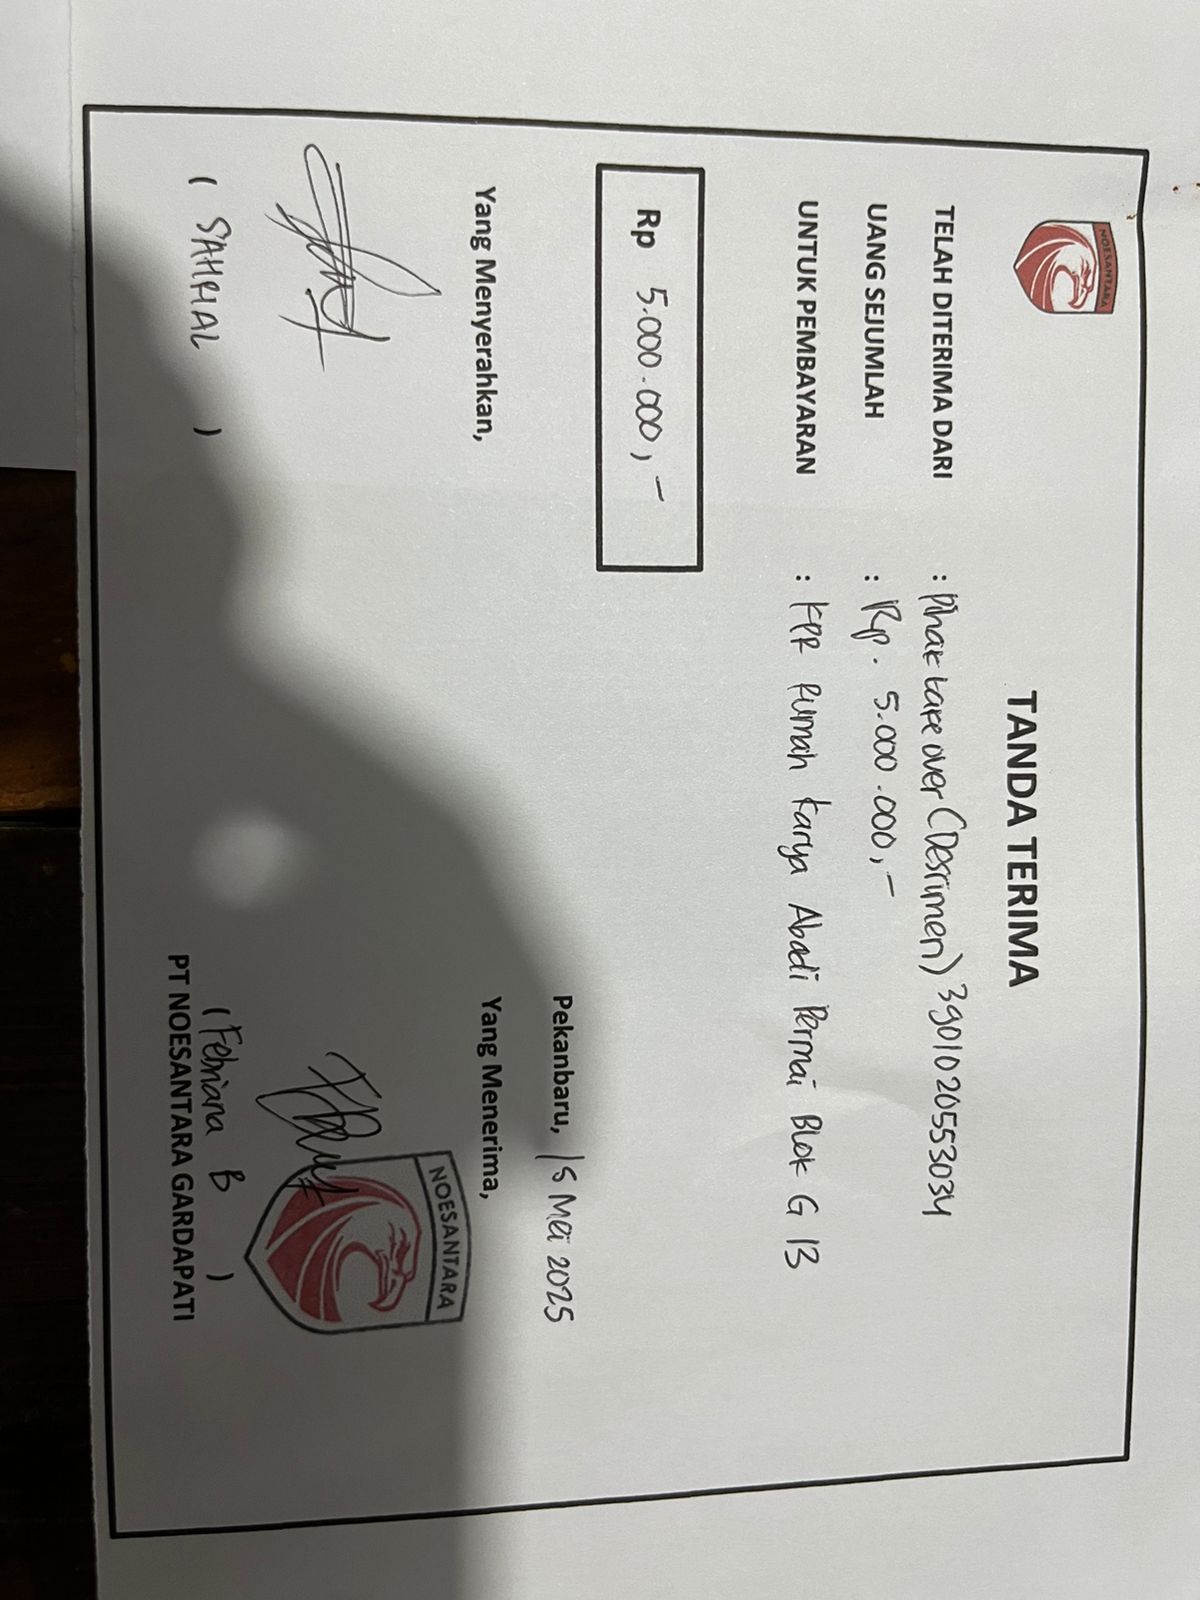 NOESANTARA
TANDA TERIMA
TELAH DITERIMA DARI : Pihak take over (Desrimen) 3901020553034
UANG SEJUMLAH : Rp. 5.000.000,-
UNTUK PEMBAYARAN : KPR Rumah Karya Abadi Permai Blok G 13
Rp 5.000.000,-
Pekanbaru, 15 Mei 2025
Yang Menyerahkan, Yang Menerima,
NOESANTARA
( SAHRIAL ) (Febriana B )
PT NOESANTARA GARDAPATI